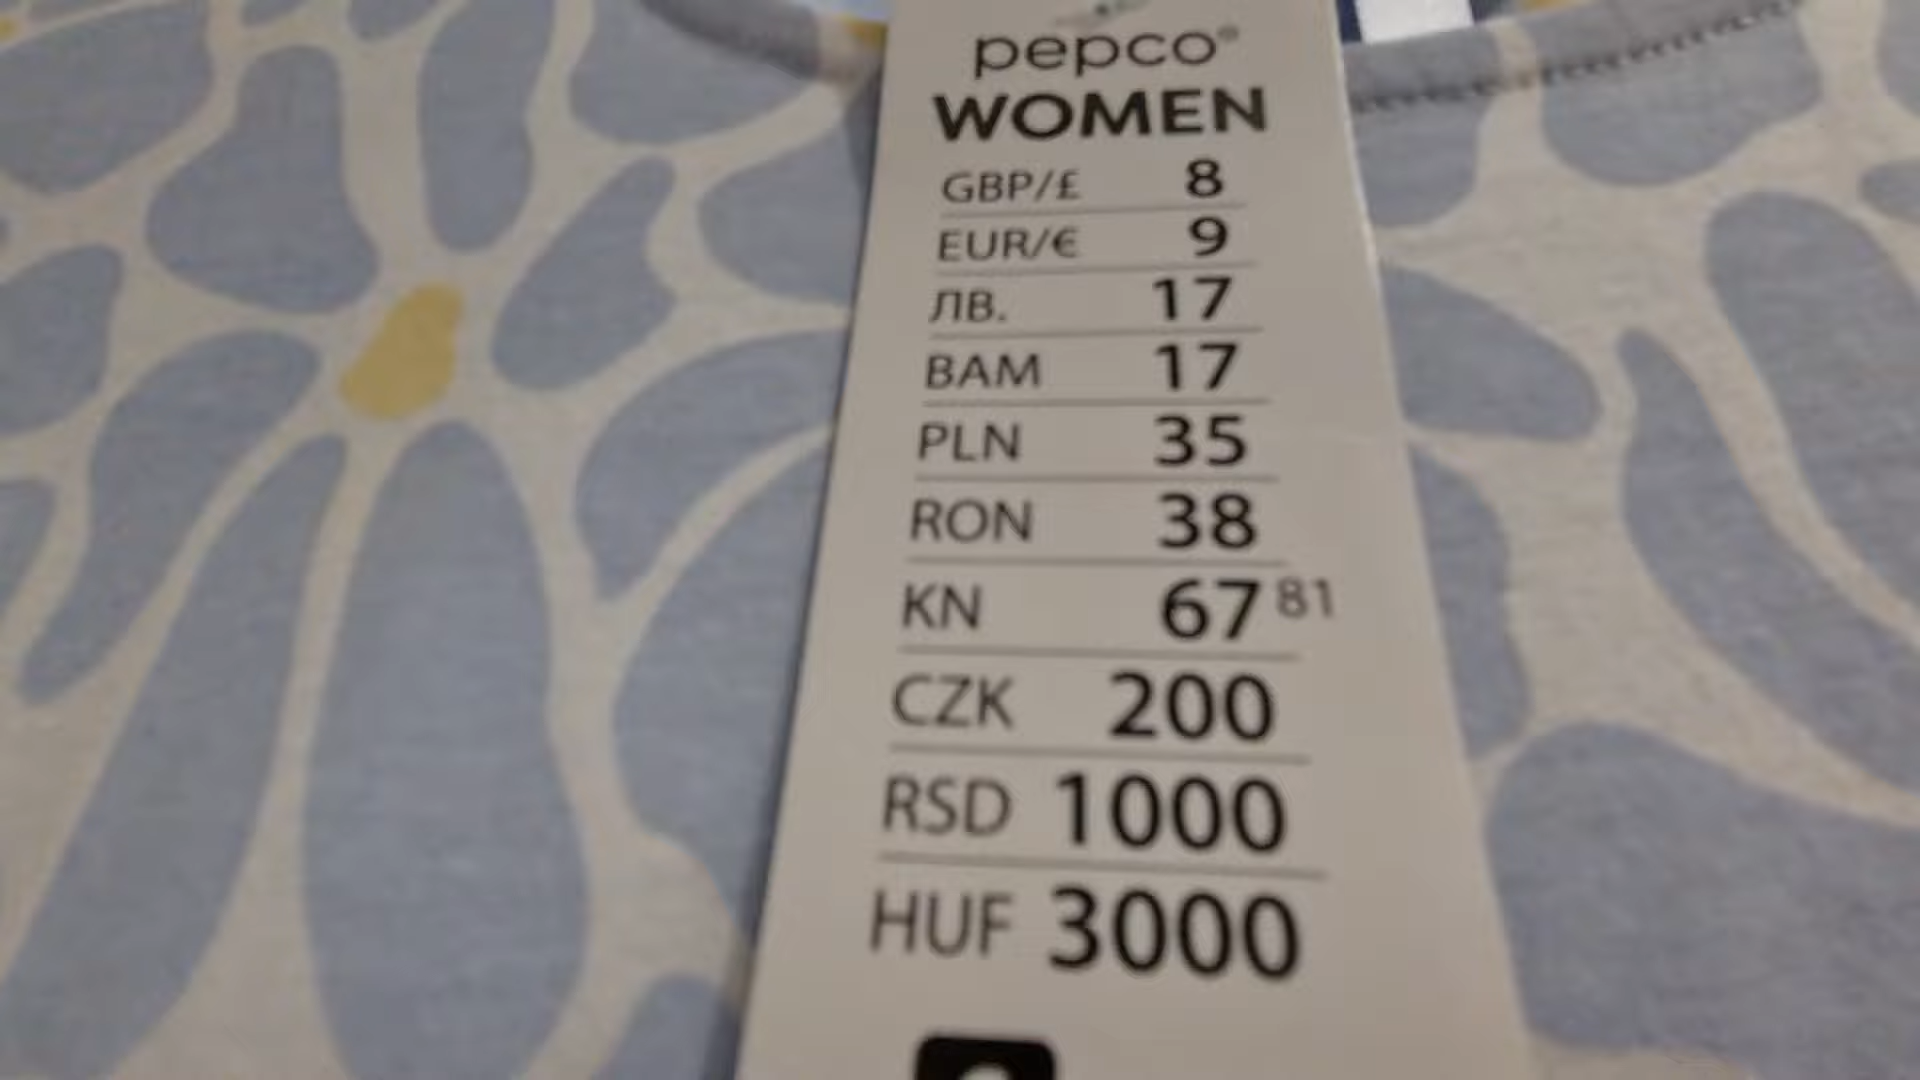 pepco®
WOMEN
GBP/£ 8
EUR/€ 9
ЛВ. 17
BAM 17
PLN 35
RON 38
KN 67 81
CZK 200
RSD 1000
HUF 3000